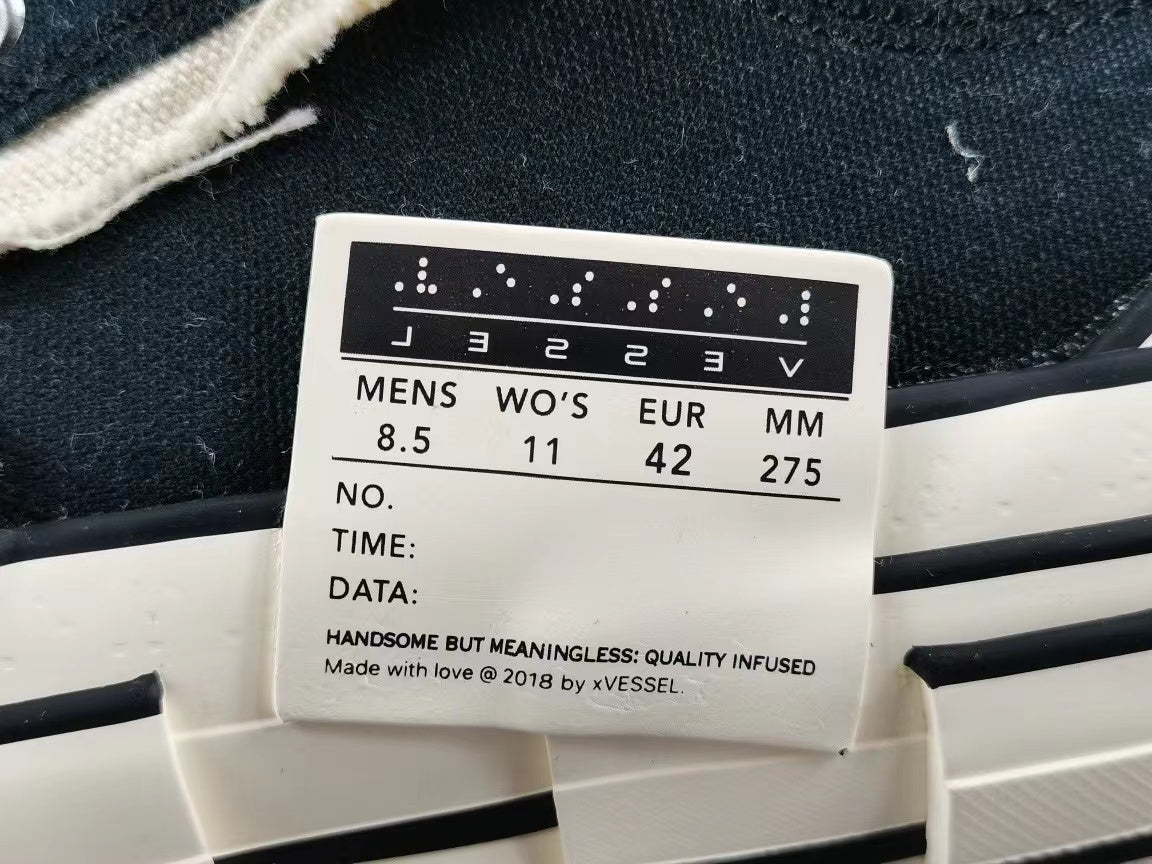 VESSEL
MENS WO'S EUR MM
8.5 11 42 275
NO.
TIME:
DATA:
HANDSOME BUT MEANINGLESS: QUALITY INFUSED
Made with love @ 2018 by xVESSEL.